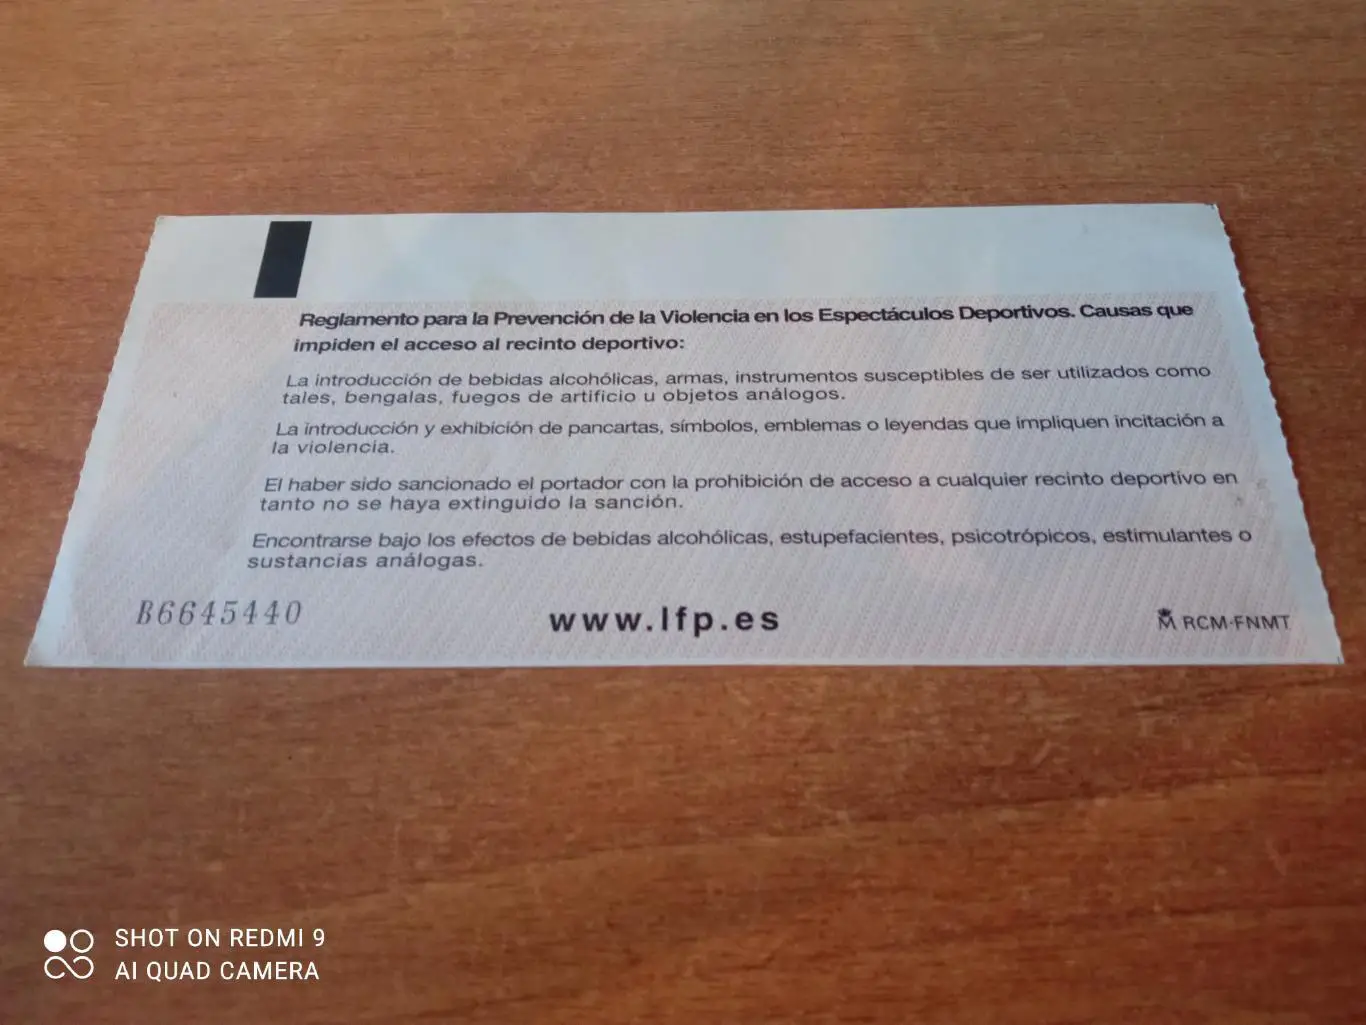 Reglamento para la Prevención de la Violencia en los Espectáculos Deportivos. Causas que
impiden el acceso al recinto deportivo:
La introducción de bebidas alcohólicas, armas, instrumentos susceptibles de ser utilizados como
tales, bengalas, fuegos de artificio u objetos análogos.
La introducción y exhibición de pancartas, símbolos, emblemas o leyendas que impliquen incitación a
la violencia.
El haber sido sancionado el portador con la prohibición de acceso a cualquier recinto deportivo en
tanto no se haya extinguido la sanción.
Encontrarse bajo los efectos de bebidas alcohólicas, estupefacientes, psicotrópicos, estimulantes o
sustancias análogas.
B6645440 www.lfp.es RCM-FNMT
SHOT ON REDMI 9
AI QUAD CAMERA